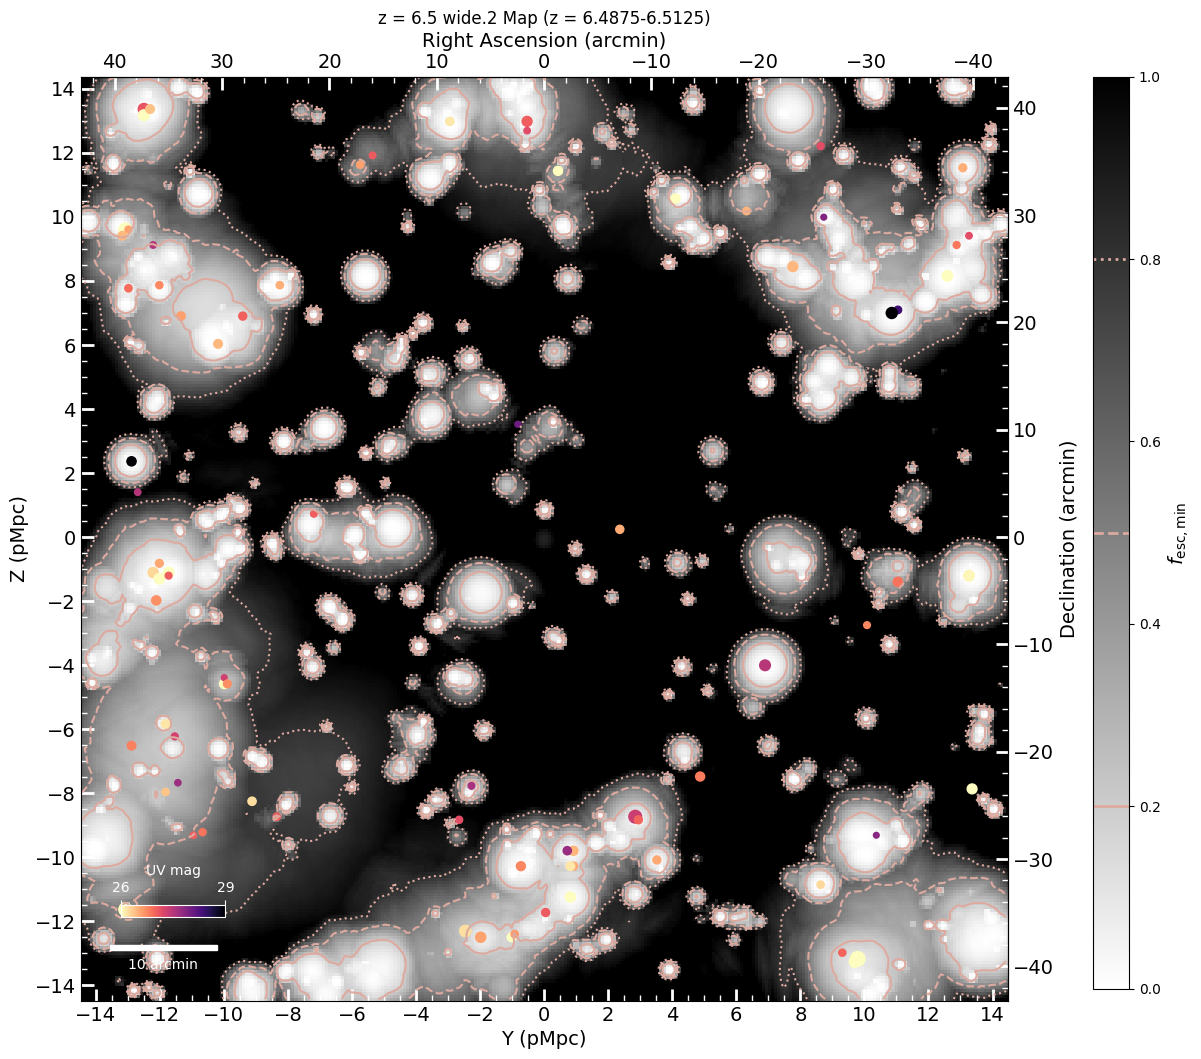 z = 6.5 wide.2 Map (z = 6.4875-6.5125)
Right Ascension (arcmin)
40 30 20 10 0 −10 −20 −30 −40
14 12 10 8 6 4 2 0 −2 −4 −6 −8 −10 −12 −14
Z (pMpc)
40 30 20 10 0 −10 −20 −30 −40
Declination (arcmin)
1.0 0.8 0.6 0.4 0.2 0.0
f_esc,min
UV mag
26 29
10 arcmin
−14 −12 −10 −8 −6 −4 −2 0 2 4 6 8 10 12 14
Y (pMpc)